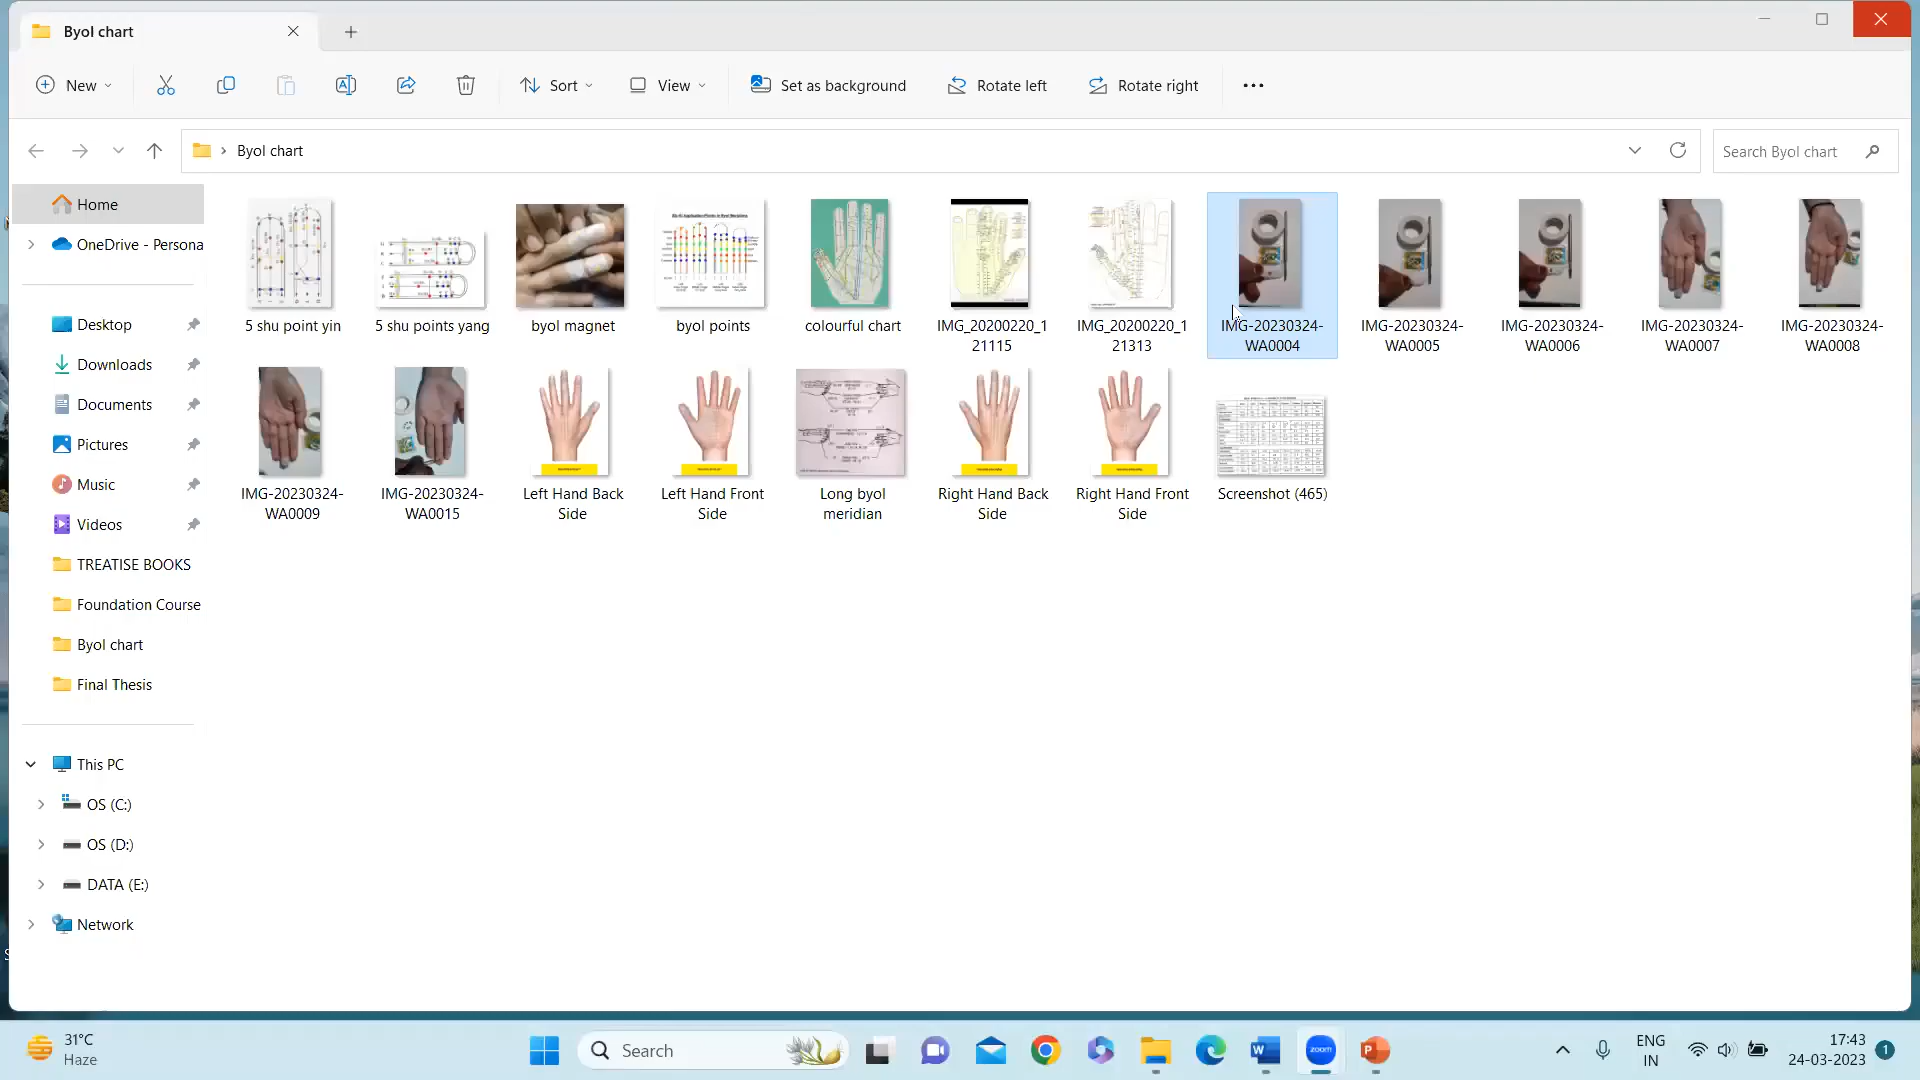 Byol chart
New
Sort
View
Set as background
Rotate left
Rotate right
Byol chart
Search Byol chart
Home
OneDrive - Persona
Desktop
Downloads
Documents
Pictures
Music
Videos
TREATISE BOOKS
Foundation Course
Byol chart
Final Thesis
This PC
OS (C:)
OS (D:)
DATA (E:)
Network
5 shu point yin
5 shu points yang
byol magnet
byol points
colourful chart
IMG_20200220_1
21115
IMG_20200220_1
21313
IMG-20230324-
WA0004
IMG-20230324-
WA0005
IMG-20230324-
WA0006
IMG-20230324-
WA0007
IMG-20230324-
WA0008
IMG-20230324-
WA0009
IMG-20230324-
WA0015
Left Hand Back
Side
Left Hand Front
Side
Long byol
meridian
Right Hand Back
Side
Right Hand Front
Side
Screenshot (465)
31°C
Haze
Search
zoom
ENG
IN
17:43
24-03-2023
1